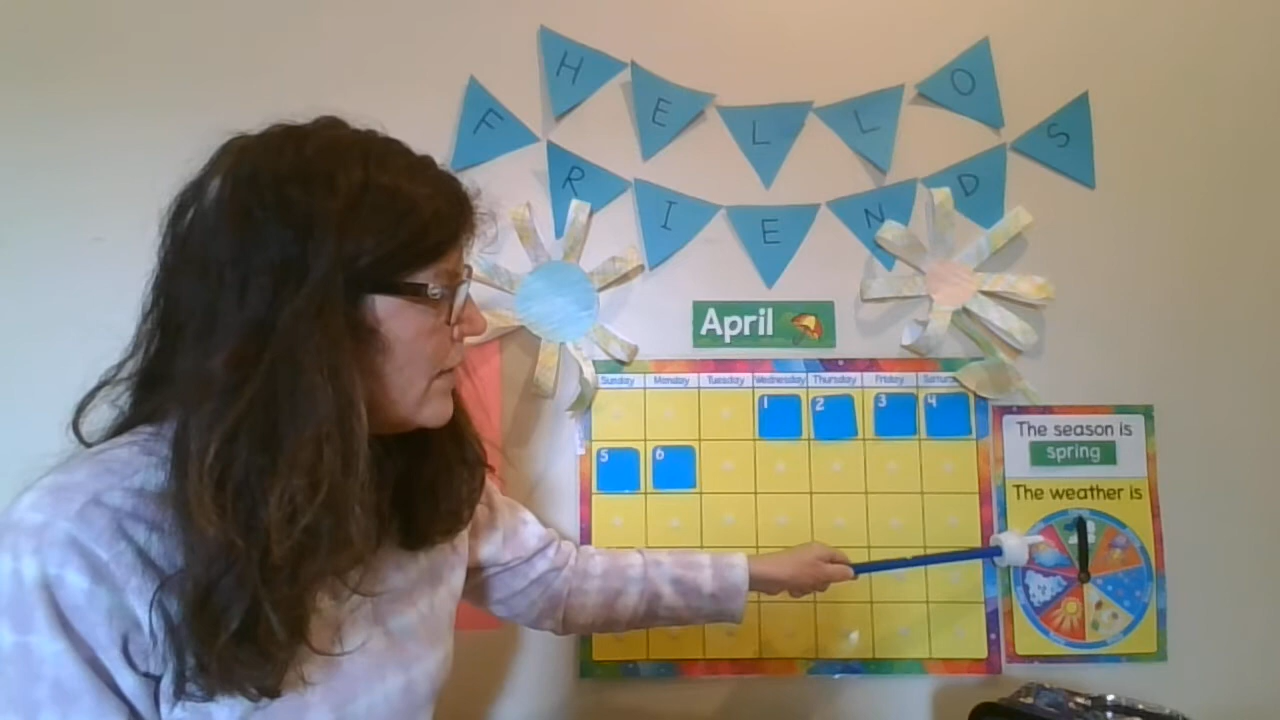 HELLO
FRIENDS
April
Sunday Monday Tuesday Wednesday Thursday Friday
1 2 3 4
5 6
The season is
spring
The weather is